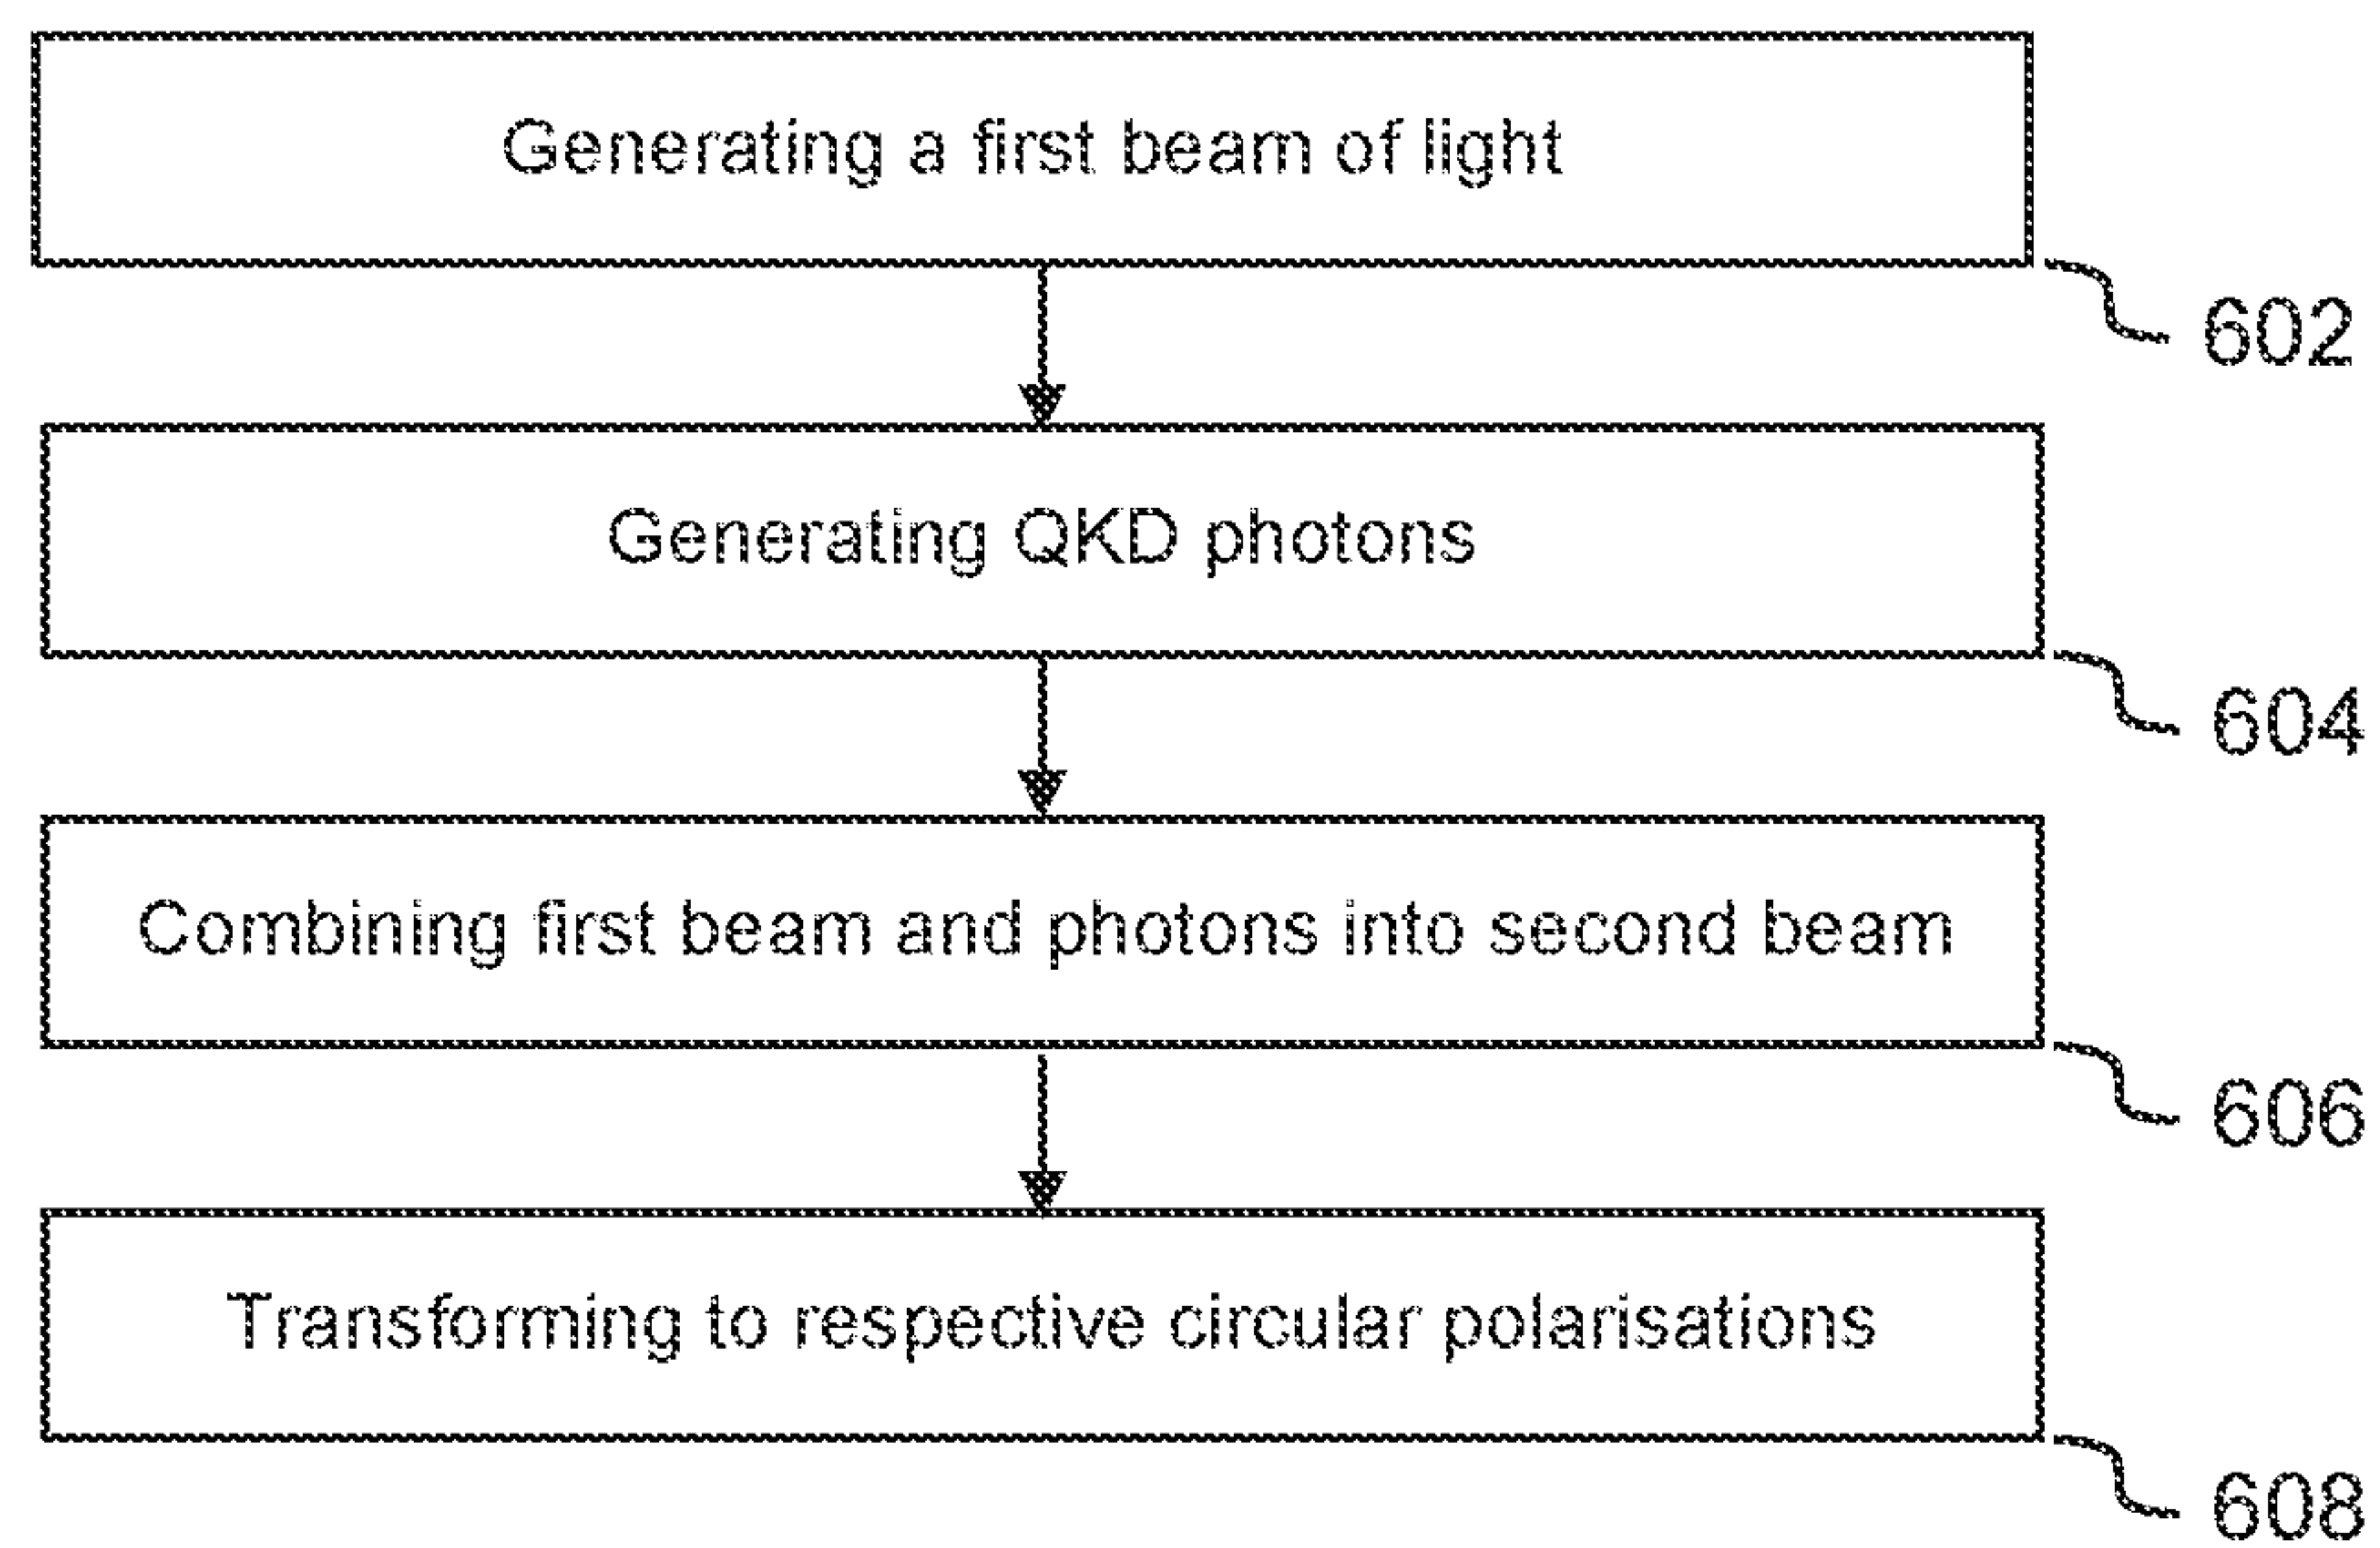 Generating a first beam of light
602
Generating QKD photons
604
Combining first beam and photons into second beam
606
Transforming to respective circular polarisations
608